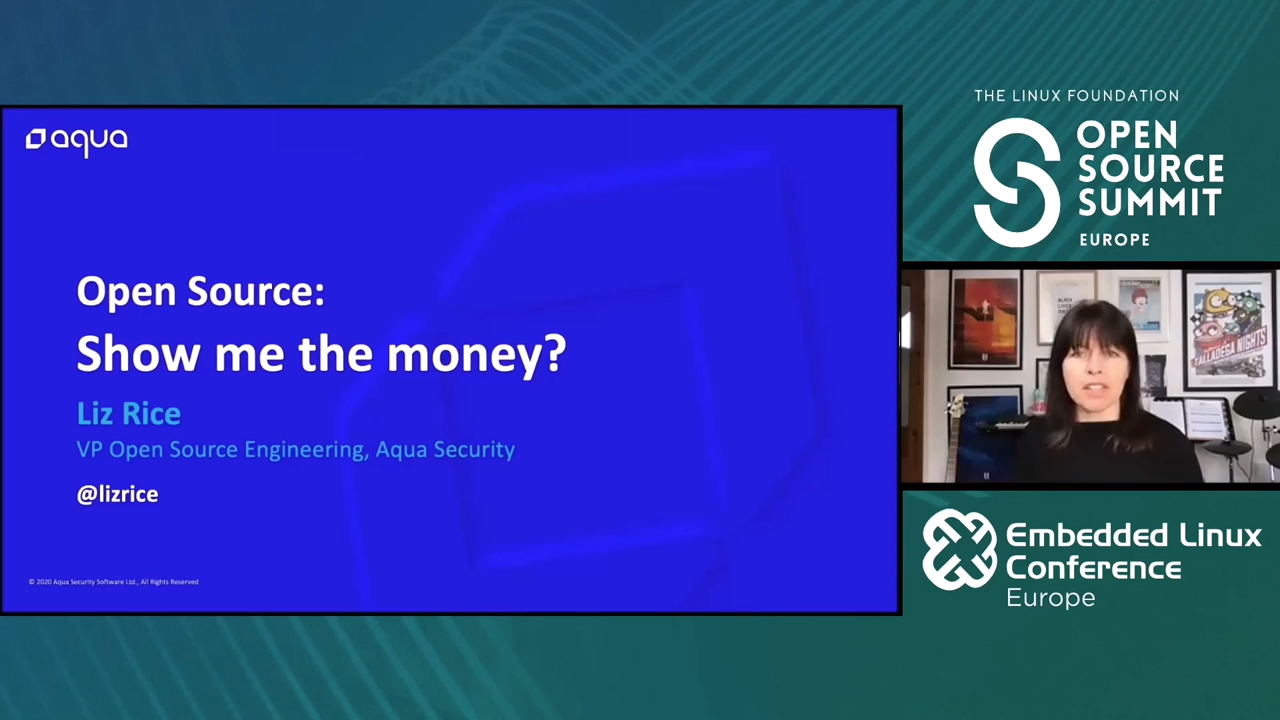 aqua
Open Source:
Show me the money?
Liz Rice
VP Open Source Engineering, Aqua Security
@lizrice
© 2020 Aqua Security Software Ltd., All Rights Reserved
THE LINUX FOUNDATION
OPEN
SOURCE
SUMMIT
EUROPE
TALLADEGA NIGHTS
Embedded Linux
Conference
Europe